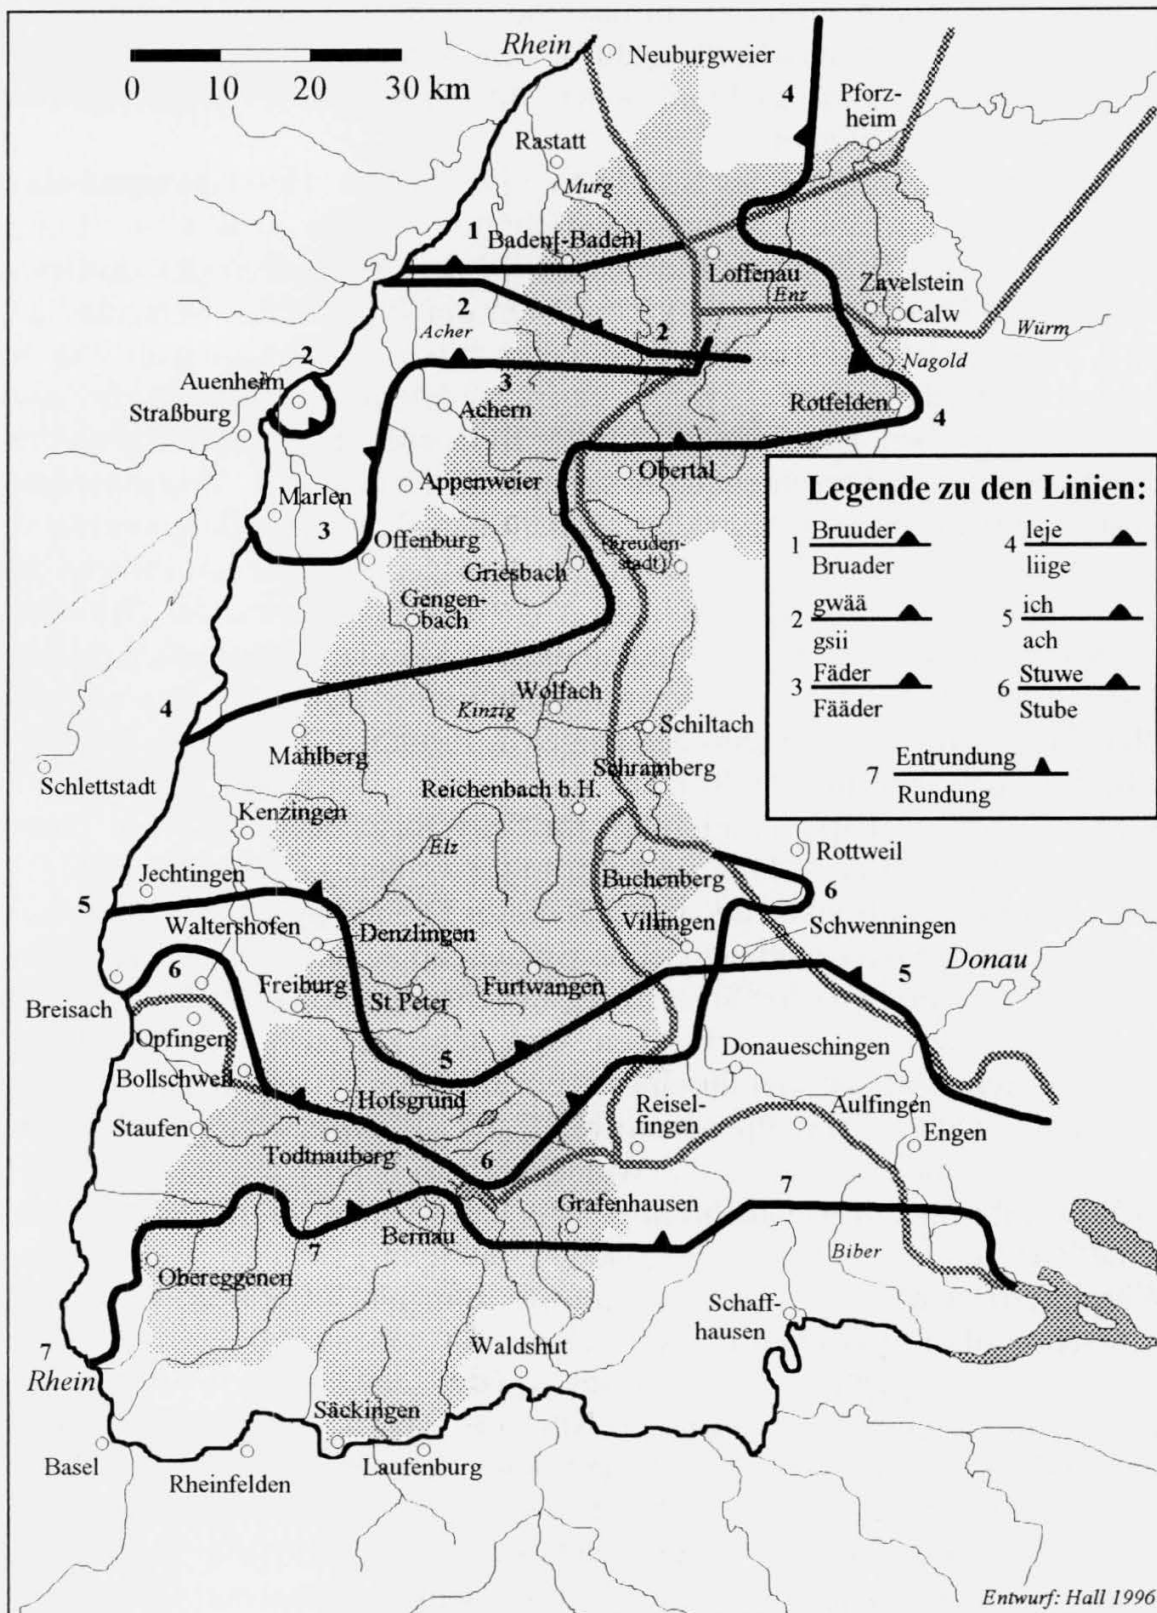 Rhein
Neuburgweier
0 10 20 30 km
4
Pforz-
heim
Rastatt
Murg
1
Baden[-Baden]
Loffenau
Enz
Zavelstein
Calw
Würm
2
Acher
2
Nagold
2
Auenheim
3
Straßburg
Achern
Rotfelden
4
Obertal
Appenweier
Marlen
3
Offenburg
(Freuden-
stadt)
Griesbach
Gengen-
bach
Legende zu den Linien:
1 Bruuder
Bruader
4 leje
liige
2 gwää
gsii
5 ich
ach
3 Fäder
Fääder
6 Stuwe
Stube
7 Entrundung
Rundung
Wolfach
4
Kinzig
Schiltach
Mahlberg
Schlettstadt
Schramberg
Reichenbach b.H.
Kenzingen
Elz
Rottweil
Jechtingen
Buchenberg
6
5
Waltershofen
Denzlingen
Villingen
Schwenningen
Donau
6
5
Freiburg
St.Peter
Furtwangen
Breisach
Opfingen
5
Donaueschingen
Bollschweil
Hofsgrund
Reisel-
fingen
Aulfingen
Staufen
Engen
Todtnauberg
6
Grafenhausen
7
Bernau
7
Obereggenen
Biber
Schaff-
hausen
7
Waldshut
Rhein
Säckingen
Basel
Laufenburg
Rheinfelden
Entwurf: Hall 1996